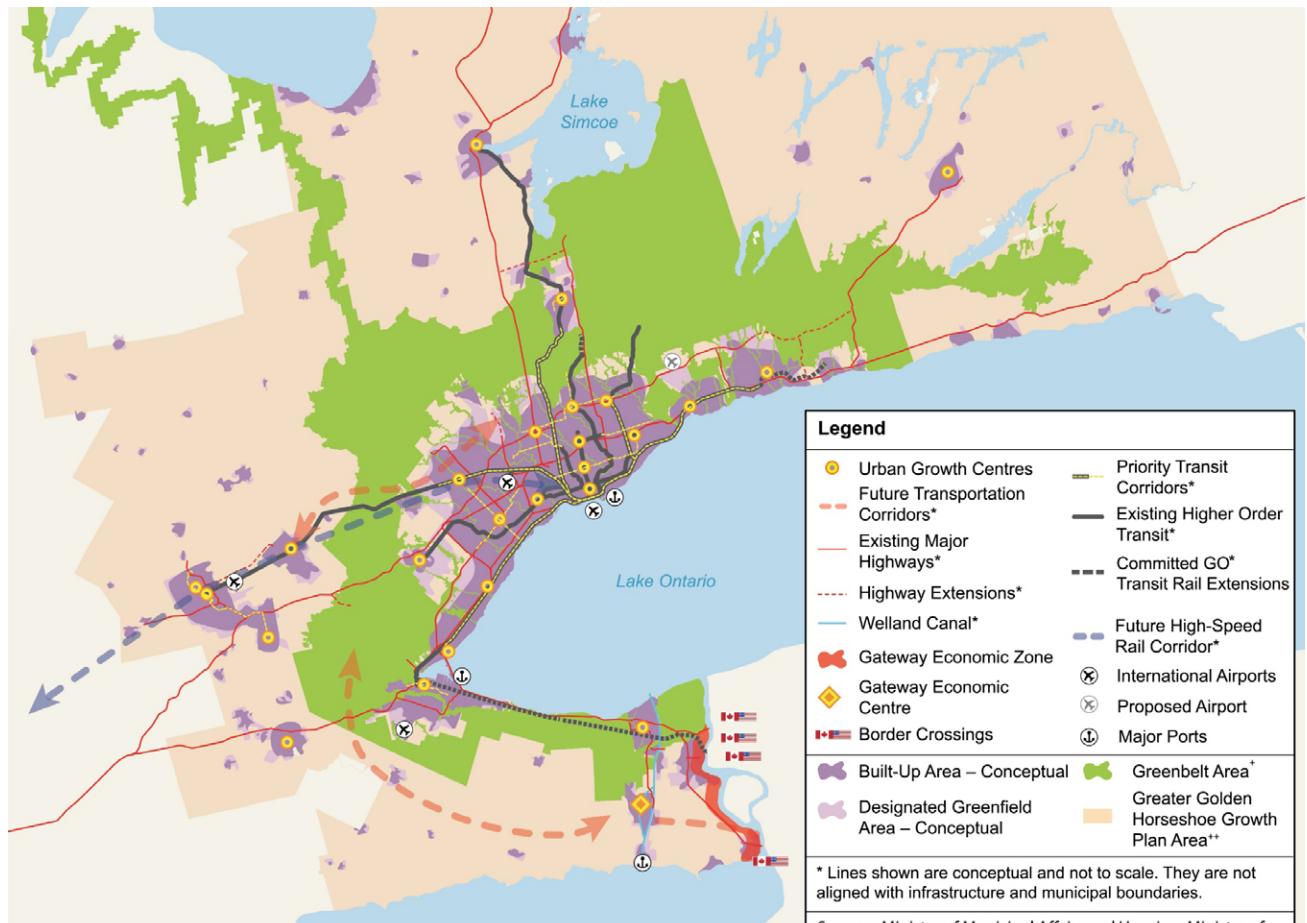 Lake
Simcoe
Lake Ontario
Legend
Urban Growth Centres
Future Transportation
Corridors*
Existing Major
Highways*
Highway Extensions*
Welland Canal*
Gateway Economic Zone
Gateway Economic
Centre
Border Crossings
Priority Transit
Corridors*
Existing Higher Order
Transit*
Committed GO*
Transit Rail Extensions
Future High-Speed
Rail Corridor*
International Airports
Proposed Airport
Major Ports
Built-Up Area – Conceptual
Designated Greenfield
Area – Conceptual
Greenbelt Area+
Greater Golden
Horseshoe Growth
Plan Area++
* Lines shown are conceptual and not to scale. They are not
aligned with infrastructure and municipal boundaries.